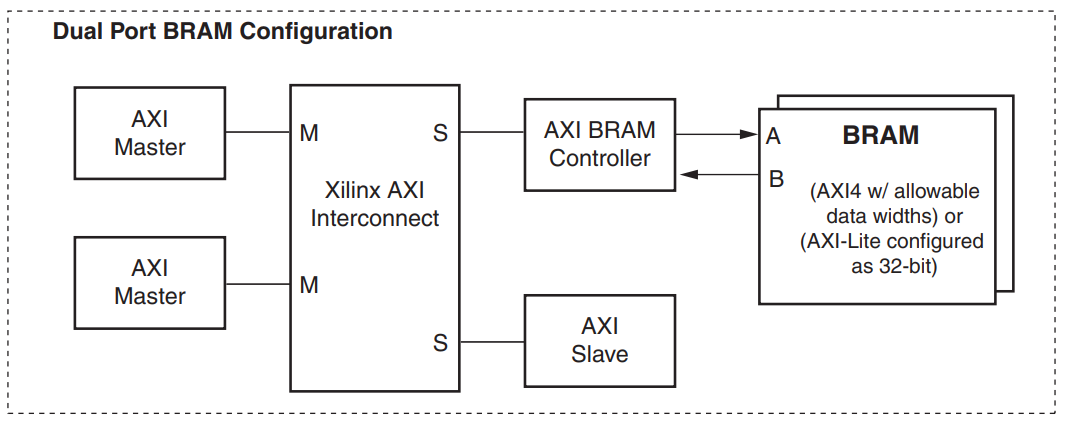 Dual Port BRAM Configuration
AXI
Master
AXI
Master
M
S
Xilinx AXI
Interconnect
M
S
AXI BRAM
Controller
AXI
Slave
A
BRAM
B
(AXI4 w/ allowable
data widths) or
(AXI-Lite configured
as 32-bit)